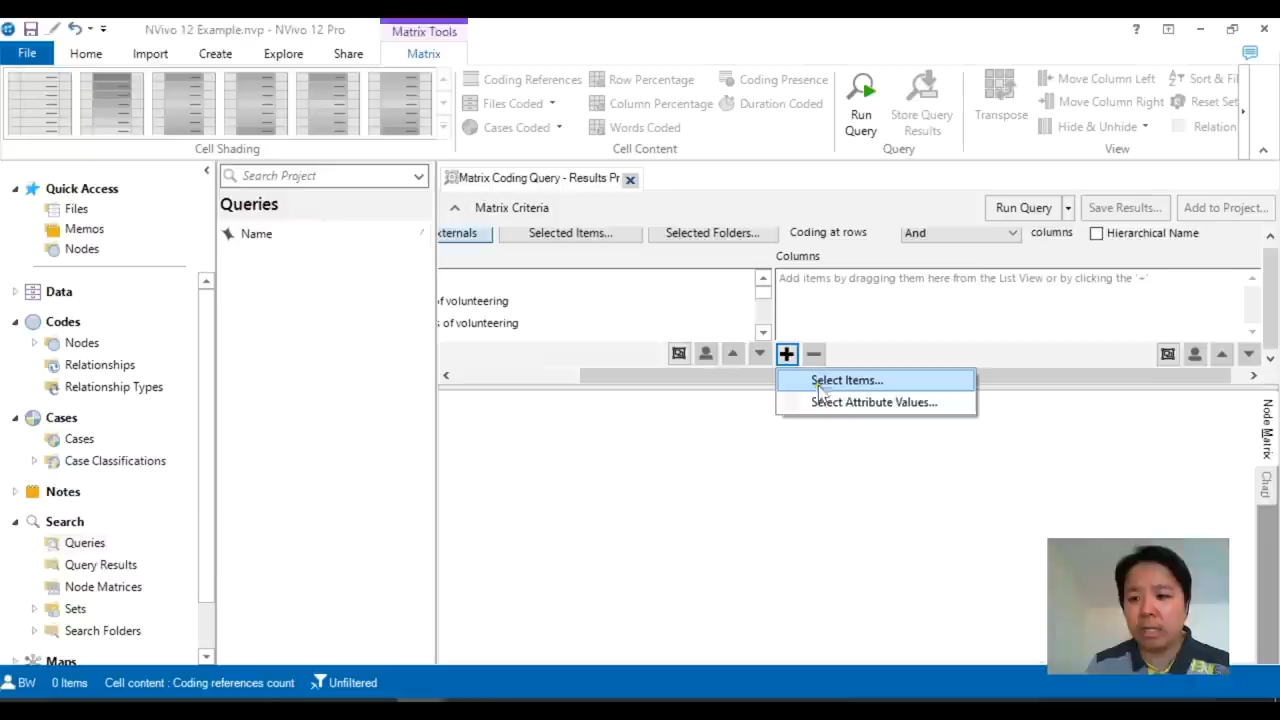 NVivo 12 Example.nvp - NVivo 12 Pro
Matrix Tools
?
File
Home
Import
Create
Explore
Share
Matrix
Coding References
Row Percentage
Coding Presence
Files Coded
Column Percentage
Duration Coded
Cases Coded
Words Coded
Run
Query
Store Query
Results
Transpose
Move Column Left
Move Column Right
Hide & Unhide
Sort & Fil
Reset Set
Relation
Cell Shading
Cell Content
Query
View
Quick Access
Files
Memos
Nodes
Data
Codes
Nodes
Relationships
Relationship Types
Cases
Cases
Case Classifications
Notes
Search
Queries
Query Results
Node Matrices
Sets
Search Folders
Maps
Search Project
Queries
Name
Matrix Coding Query - Results Pr
Matrix Criteria
Run Query
Save Results...
Add to Project...
xternals
Selected Items...
Selected Folders...
Coding at rows
And
columns
Hierarchical Name
Columns
Add items by dragging them here from the List View or by clicking the '+'
of volunteering
s of volunteering
Select Items...
Select Attribute Values...
Node Matrix
Chart
BW
0 Items
Cell content : Coding references count
Unfiltered